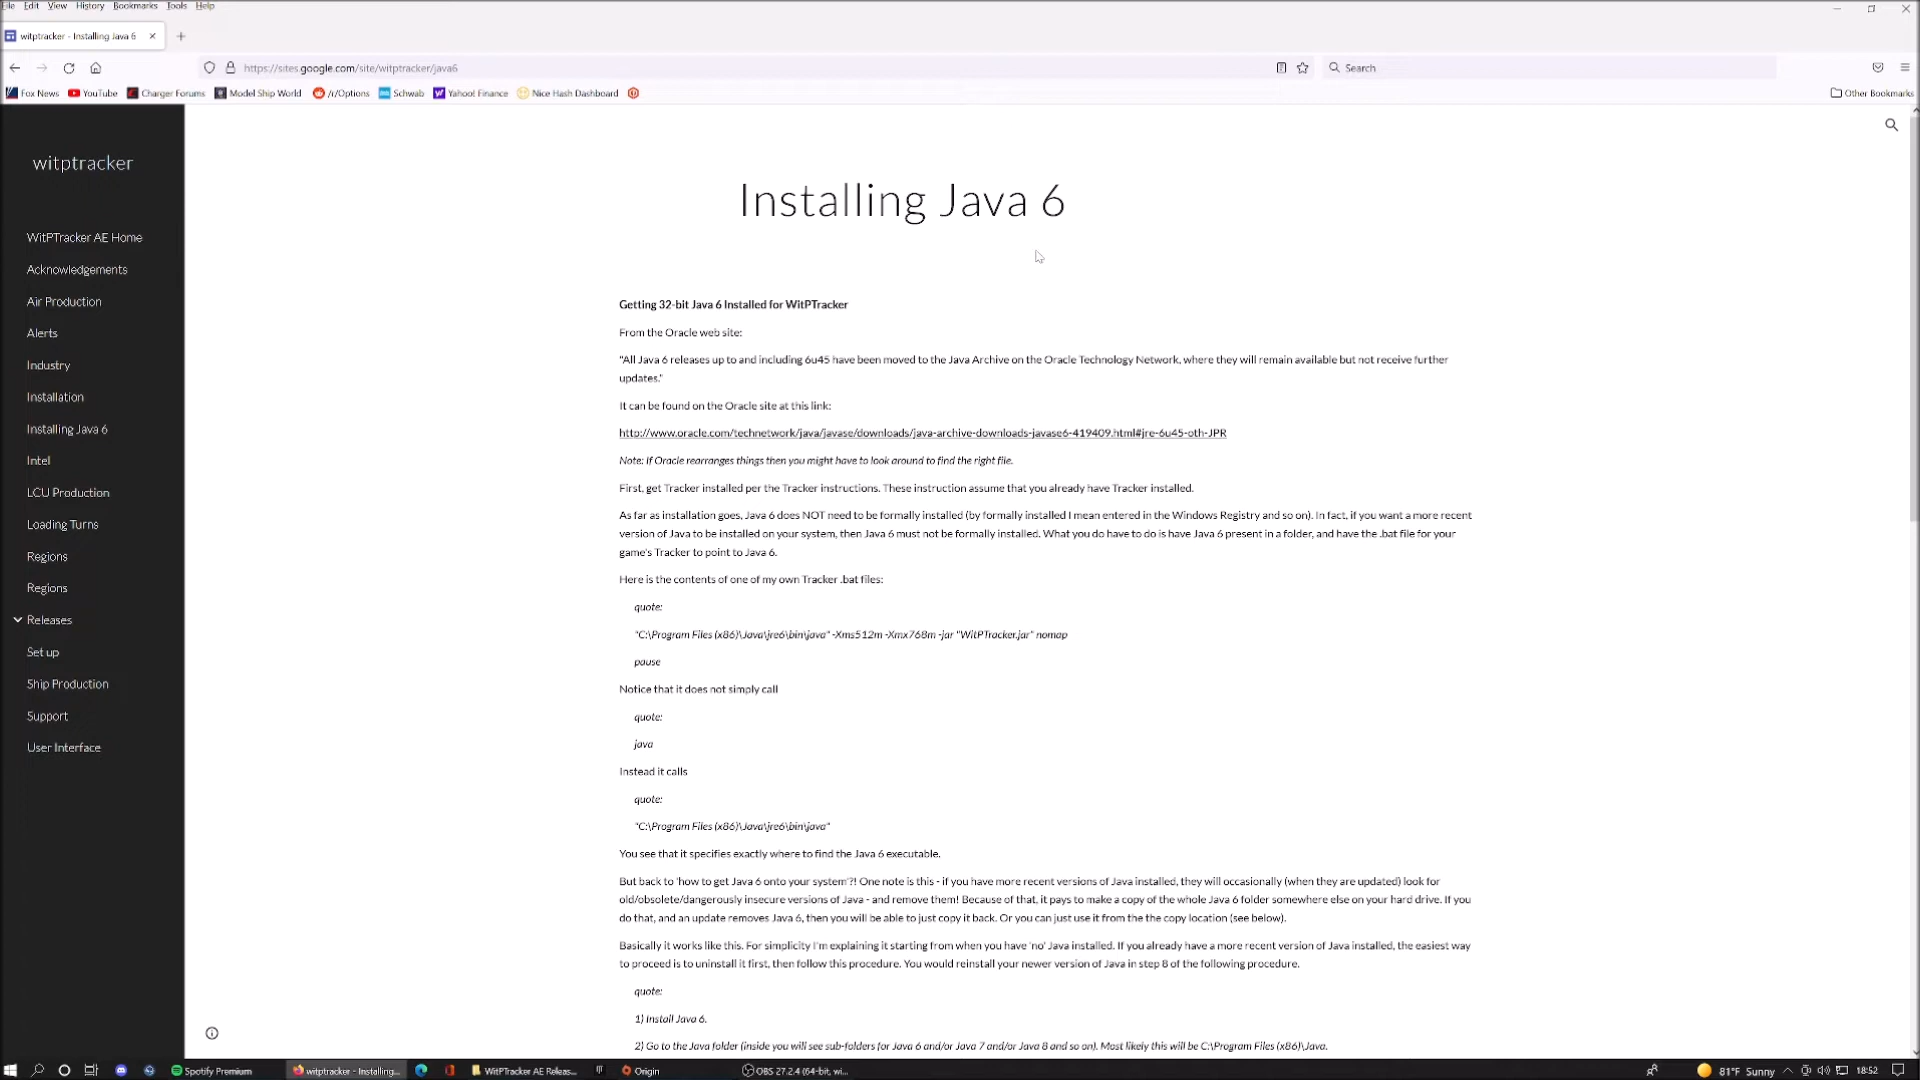 File Edit View History Bookmarks Tools Help
witptracker - Installing Java 6
https://sites.google.com/site/witptracker/java6
Search
Fox News YouTube Charger Forums Model Ship World /r/Options Schwab Yahoo! Finance Nice Hash Dashboard Other Bookmarks
witptracker
WitPTracker AE Home
Acknowledgements
Air Production
Alerts
Industry
Installation
Installing Java 6
Intel
LCU Production
Loading Turns
Regions
Regions
Releases
Set up
Ship Production
Support
User Interface
Installing Java 6
Getting 32-bit Java 6 Installed for WitPTracker
From the Oracle web site:
"All Java 6 releases up to and including 6u45 have been moved to the Java Archive on the Oracle Technology Network, where they will remain available but not receive further
updates."
It can be found on the Oracle site at this link:
http://www.oracle.com/technetwork/java/javase/downloads/java-archive-downloads-javase6-419409.html#jre-6u45-oth-JPR
Note: If Oracle rearranges things then you might have to look around to find the right file.
First, get Tracker installed per the Tracker instructions. These instruction assume that you already have Tracker installed.
As far as installation goes, Java 6 does NOT need to be formally installed (by formally installed I mean entered in the Windows Registry and so on). In fact, if you want a more recent
version of Java to be installed on your system, then Java 6 must not be formally installed. What you do have to do is have Java 6 present in a folder, and have the .bat file for your
game's Tracker to point to Java 6.
Here is the contents of one of my own Tracker .bat files:
quote:
"C:\Program Files (x86)\Java\jre6\bin\java" -Xms512m -Xmx768m -jar "WitPTracker.jar" nomap
pause
Notice that it does not simply call
quote:
java
Instead it calls
quote:
"C:\Program Files (x86)\Java\jre6\bin\java"
You see that it specifies exactly where to find the Java 6 executable.
But back to 'how to get Java 6 onto your system'?! One note is this - if you have more recent versions of Java installed, they will occasionally (when they are updated) look for
old/obsolete/dangerously insecure versions of Java - and remove them! Because of that, it pays to make a copy of the whole Java 6 folder somewhere else on your hard drive. If you
do that, and an update removes Java 6, then you will be able to just copy it back. Or you can just use it from the the copy location (see below).
Basically it works like this. For simplicity I'm explaining it starting from when you have 'no' Java installed. If you already have a more recent version of Java installed, the easiest way
to proceed is to uninstall it first, then follow this procedure. You would reinstall your newer version of Java in step 8 of the following procedure.
quote:
1) Install Java 6.
2) Go to the Java folder (inside you will see sub-folders for Java 6 and/or Java 7 and/or Java 8 and so on). Most likely this will be C:\Program Files (x86)\Java.
Spotify Premium witptracker - Installing... WitPTracker AE Releas... Origin OBS 27.2.4 (64-bit, wi... 81°F Sunny 18:52